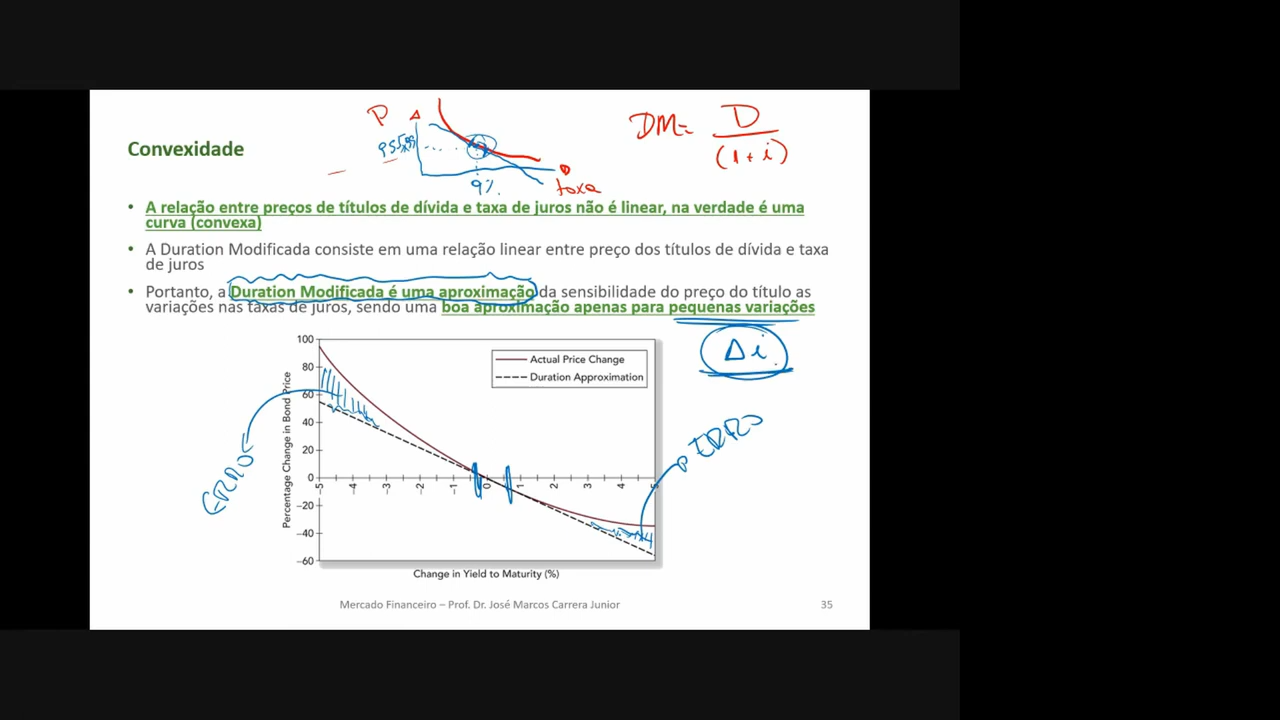 P
DM = D
(1 + i)
9%
taxa
Convexidade
• A relação entre preços de títulos de dívida e taxa de juros não é linear, na verdade é uma
curva (convexa)
• A Duration Modificada consiste em uma relação linear entre preço dos títulos de dívida e taxa
de juros
• Portanto, a Duration Modificada é uma aproximação da sensibilidade do preço do título as
variações nas taxas de juros, sendo uma boa aproximação apenas para pequenas variações
Δi
100
80
60
40
20
0
-20
-40
-60
Percentage Change in Bond Price
Actual Price Change
Duration Approximation
-5 -4 -3 -2 -1 0 1 2 3 4 5
Change in Yield to Maturity (%)
ERRO
ERRO
Mercado Financeiro – Prof. Dr. José Marcos Carrera Junior
35